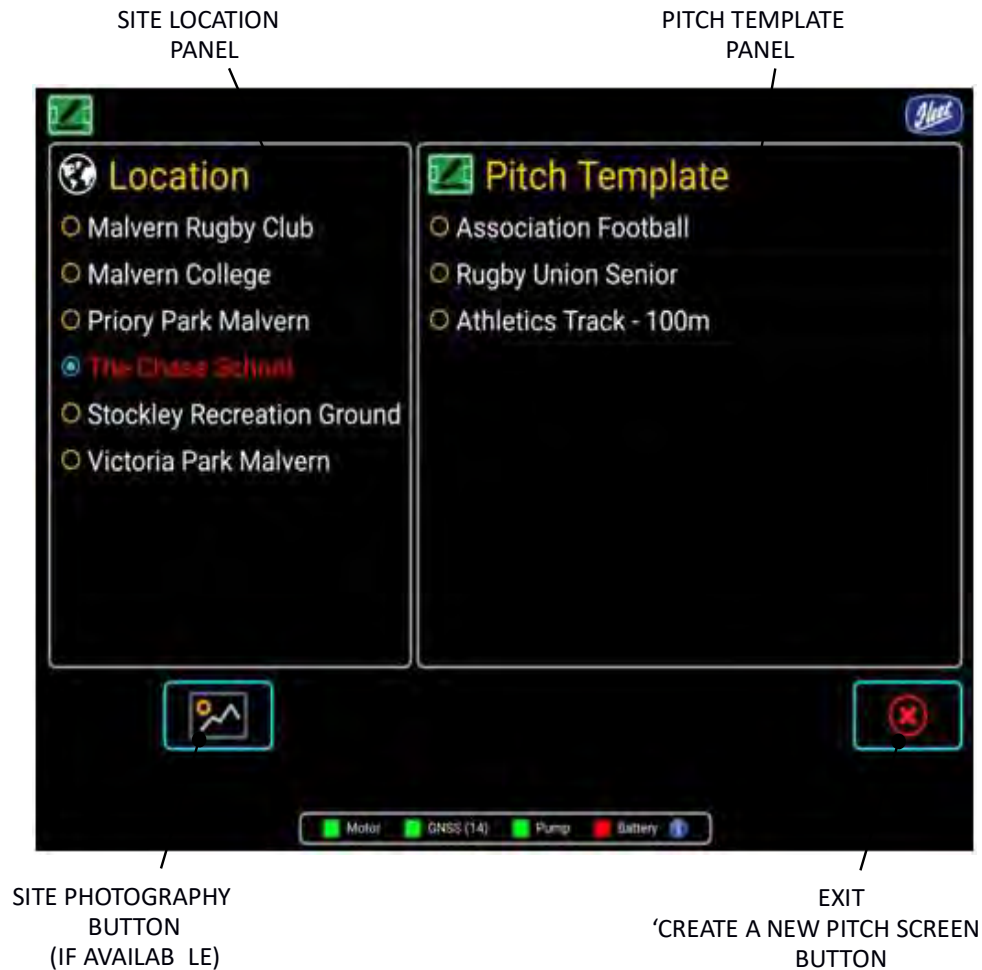 SITE LOCATION
PANEL
PITCH TEMPLATE
PANEL
Fleet
Location
Malvern Rugby Club
Malvern College
Priory Park Malvern
The Chase School
Stockley Recreation Ground
Victoria Park Malvern
Pitch Template
Association Football
Rugby Union Senior
Athletics Track - 100m
Motor GNSS (14) Pump Battery
SITE PHOTOGRAPHY
BUTTON
(IF AVAILAB LE)
EXIT
‘CREATE A NEW PITCH SCREEN
BUTTON